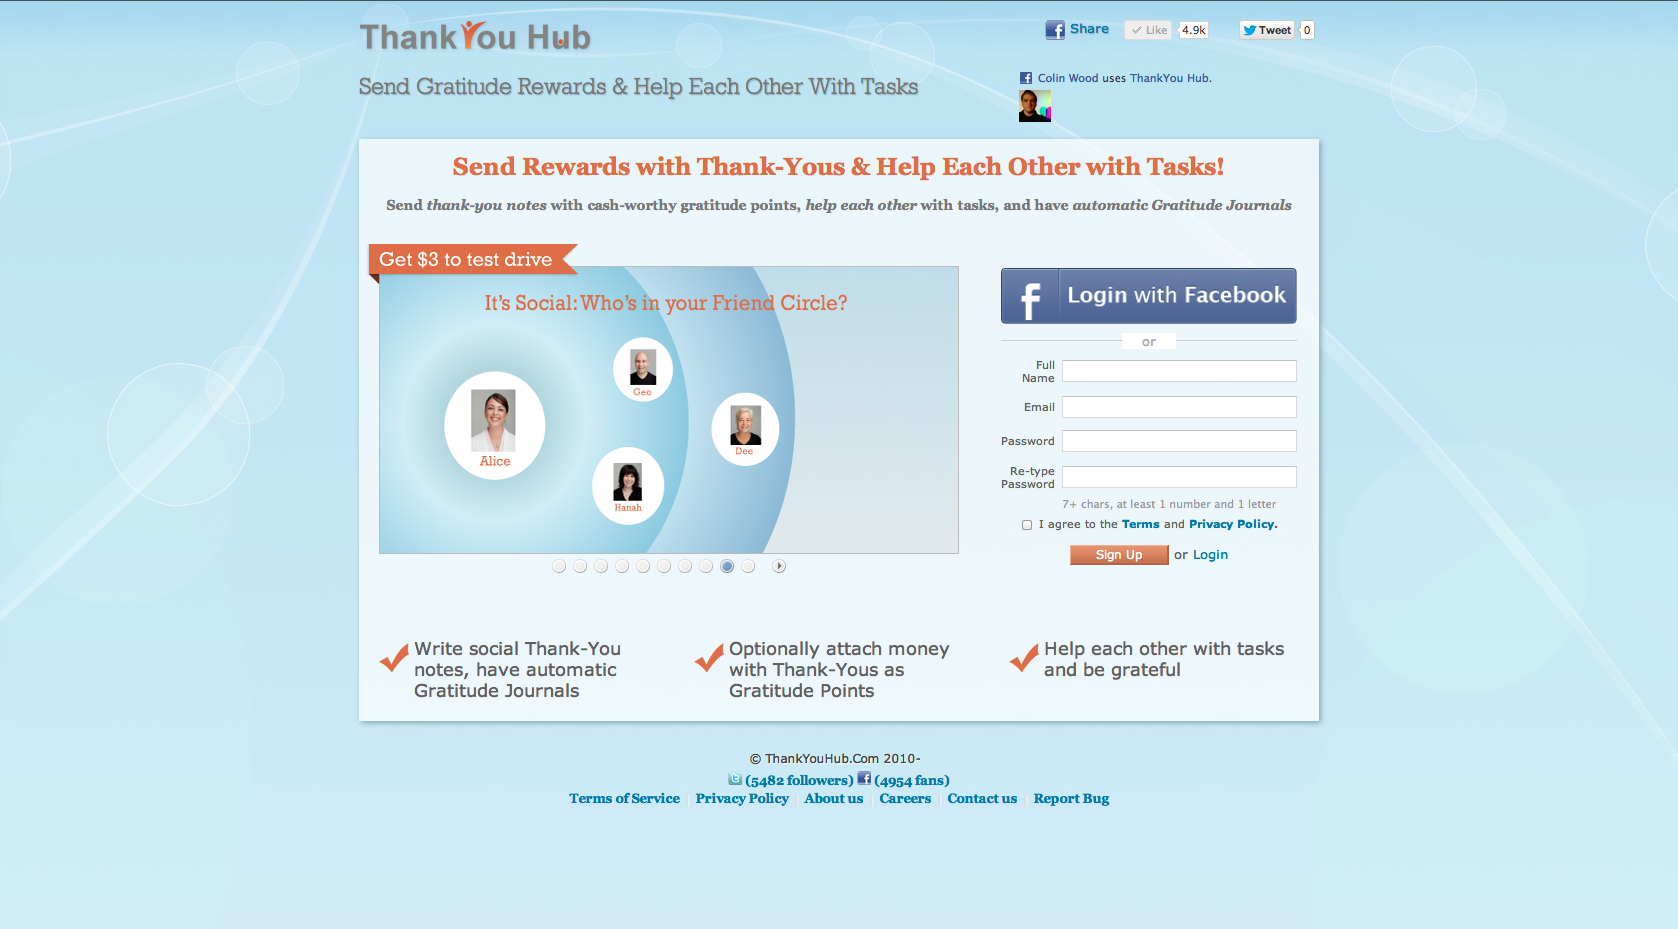 ThankYou Hub
Share
Like
4.9k
Tweet
0
Send Gratitude Rewards & Help Each Other With Tasks
Colin Wood uses ThankYou Hub.
Send Rewards with Thank-Yous & Help Each Other with Tasks!
Send thank-you notes with cash-worthy gratitude points, help each other with tasks, and have automatic Gratitude Journals
Get $3 to test drive
It's Social: Who's in your Friend Circle?
Geo
Alice
Dee
Hanah
f Login with Facebook
or
Full
Name
Email
Password
Re-type
Password
7+ chars, at least 1 number and 1 letter
I agree to the Terms and Privacy Policy.
Sign Up or Login
Write social Thank-You
notes, have automatic
Gratitude Journals
Optionally attach money
with Thank-Yous as
Gratitude Points
Help each other with tasks
and be grateful
© ThankYouHub.Com 2010-
(5482 followers) (4954 fans)
Terms of Service | Privacy Policy | About us | Careers | Contact us | Report Bug